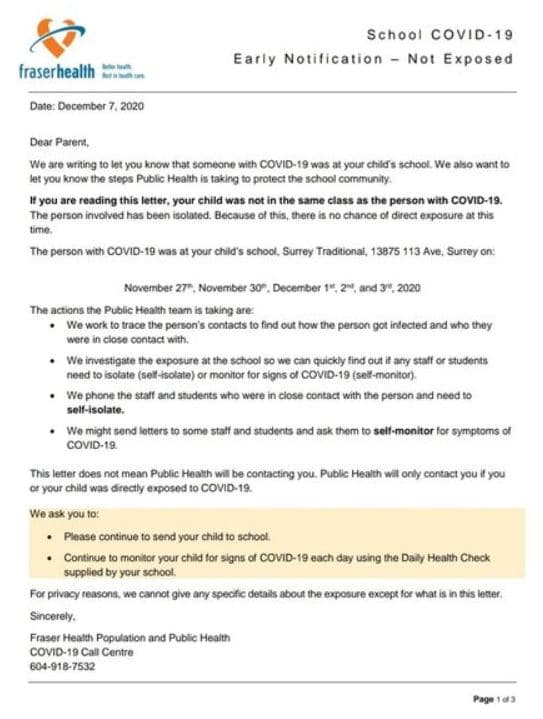 School COVID-19
Early Notification – Not Exposed
fraserhealth
Better health.
Best in health care.
Date: December 7, 2020
Dear Parent,
We are writing to let you know that someone with COVID-19 was at your child's school. We also want to
let you know the steps Public Health is taking to protect the school community.
If you are reading this letter, your child was not in the same class as the person with COVID-19.
The person involved has been isolated. Because of this, there is no chance of direct exposure at this
time.
The person with COVID-19 was at your child's school, Surrey Traditional, 13875 113 Ave, Surrey on:
November 27th, November 30th, December 1st, 2nd, and 3rd, 2020
The actions the Public Health team is taking are:
• We work to trace the person's contacts to find out how the person got infected and who they
were in close contact with.
• We investigate the exposure at the school so we can quickly find out if any staff or students
need to isolate (self-isolate) or monitor for signs of COVID-19 (self-monitor).
• We phone the staff and students who were in close contact with the person and need to
self-isolate.
• We might send letters to some staff and students and ask them to self-monitor for symptoms of
COVID-19.
This letter does not mean Public Health will be contacting you. Public Health will only contact you if you
or your child was directly exposed to COVID-19.
We ask you to:
• Please continue to send your child to school.
• Continue to monitor your child for signs of COVID-19 each day using the Daily Health Check
supplied by your school.
For privacy reasons, we cannot give any specific details about the exposure except for what is in this letter.
Sincerely,
Fraser Health Population and Public Health
COVID-19 Call Centre
604-918-7532
Page 1 of 3